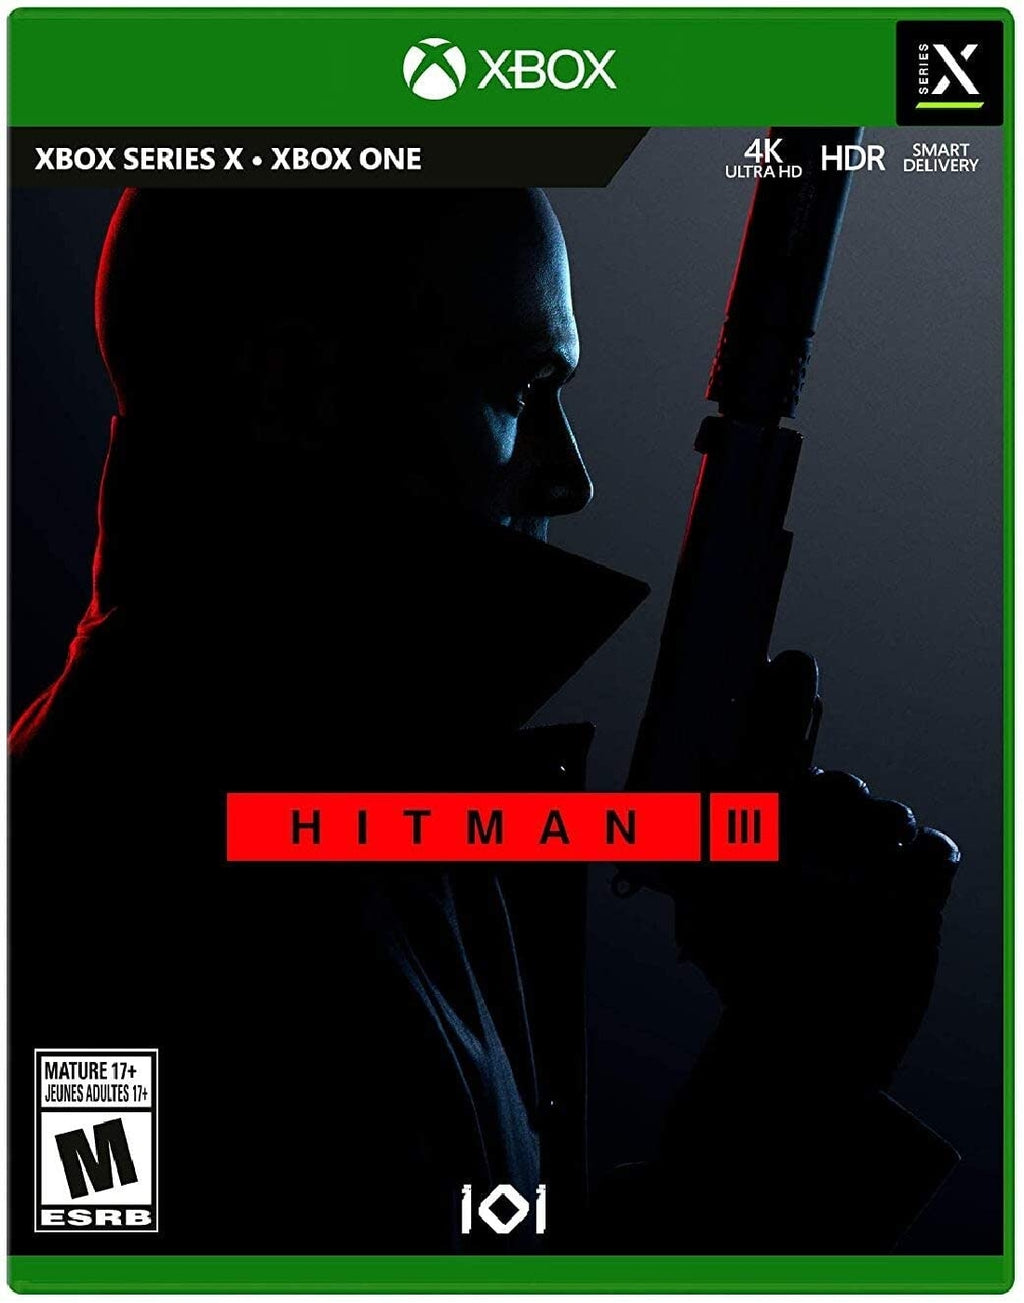 XBOX
SERIES X
XBOX SERIES X • XBOX ONE
4K
ULTRA HD
HDR
SMART
DELIVERY
HITMAN III
MATURE 17+
JEUNES ADULTES 17+
M
ESRB
IOI